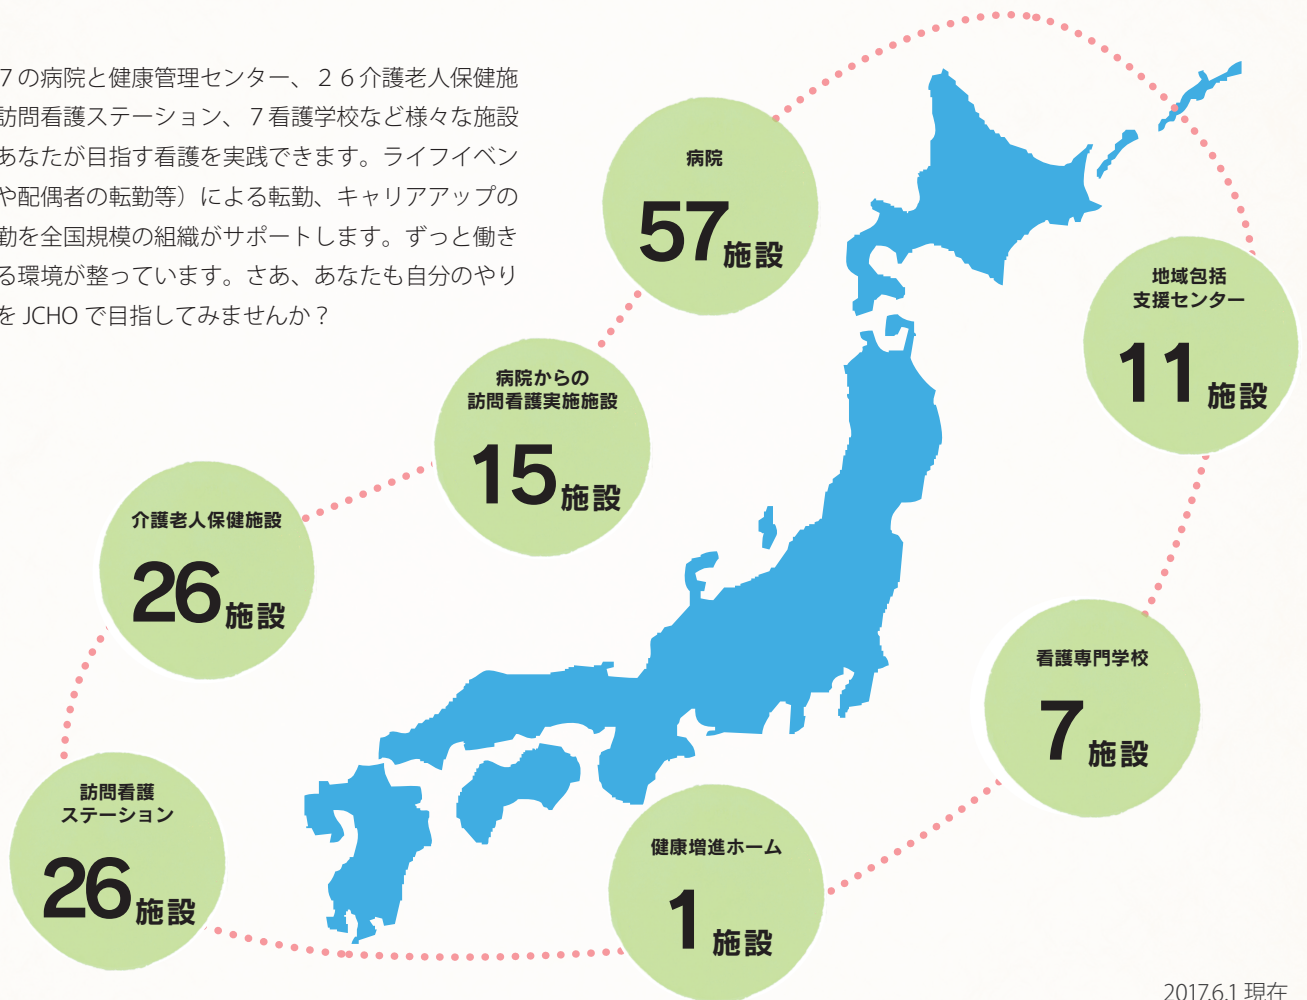 7の病院と健康管理センター、２６介護老人保健施
訪問看護ステーション、７看護学校など様々な施設
あなたが目指す看護を実践できます。ライフイベン
や配偶者の転勤等）による転勤、キャリアアップの
勤を全国規模の組織がサポートします。ずっと働き
る環境が整っています。さあ、あなたも自分のやり
を JCHO で目指してみませんか？
病院
57施設
地域包括
支援センター
11施設
病院からの
訪問看護実施施設
15施設
介護老人保健施設
26施設
看護専門学校
7施設
訪問看護
ステーション
26施設
健康増進ホーム
1施設
2017.6.1 現在